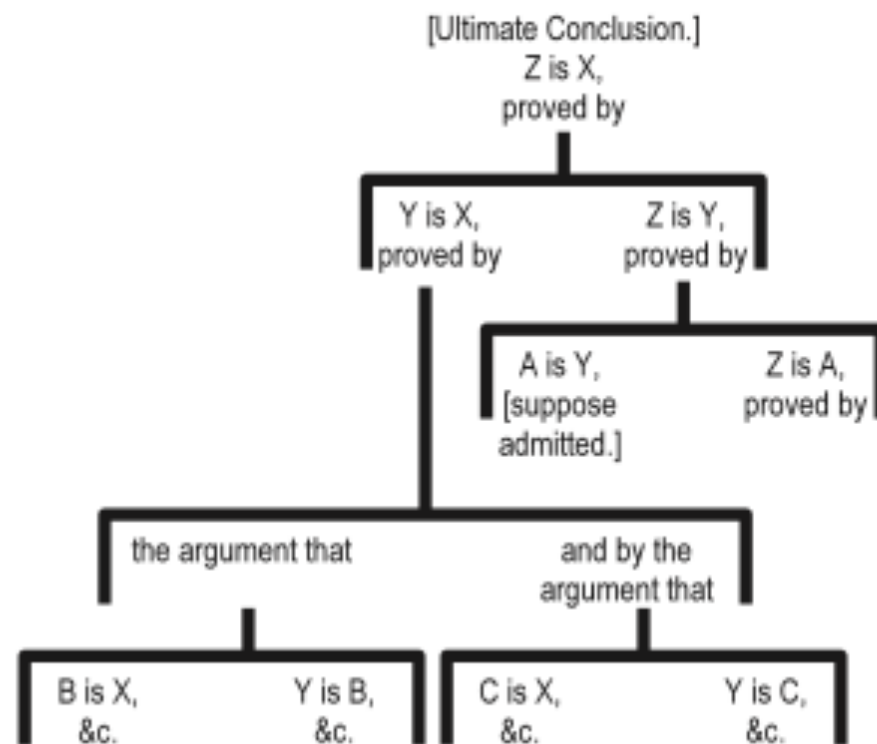 [Ultimate Conclusion.]
Z is X,
proved by
Y is X,
proved by
Z is Y,
proved by
A is Y,
[suppose
admitted.]
Z is A,
proved by
the argument that
and by the
argument that
B is X,
&c.
Y is B,
&c.
C is X,
&c.
Y is C,
&c.